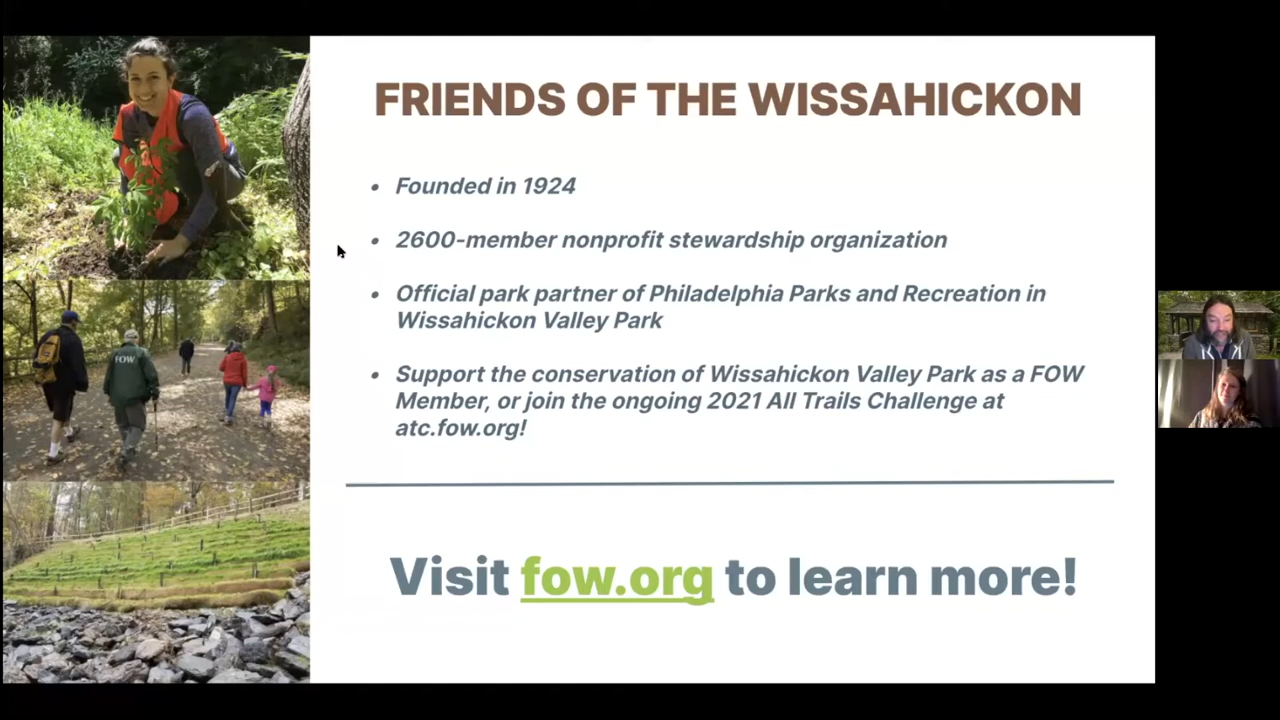 FRIENDS OF THE WISSAHICKON
• Founded in 1924
• 2600-member nonprofit stewardship organization
• Official park partner of Philadelphia Parks and Recreation in
Wissahickon Valley Park
• Support the conservation of Wissahickon Valley Park as a FOW
Member, or join the ongoing 2021 All Trails Challenge at
atc.fow.org!
Visit fow.org to learn more!
FOW